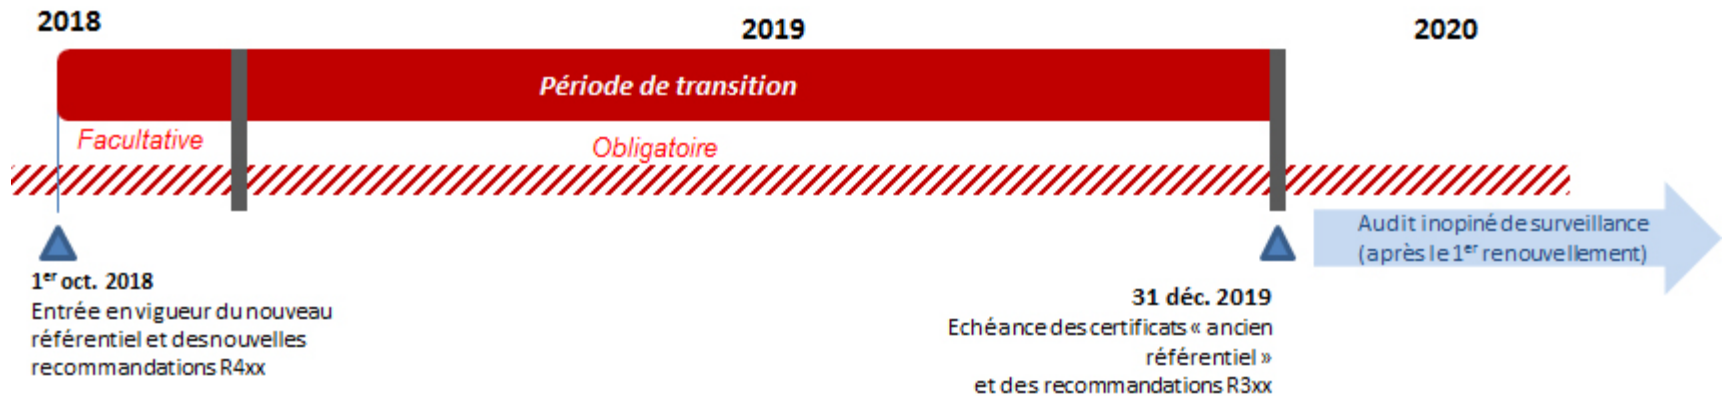 2018
2019
2020
Période de transition
Facultative
Obligatoire
Audit inopiné de surveillance
(après le 1er renouvellement)
1er oct. 2018
Entrée en vigueur du nouveau
référentiel et desnouvelles
recommandations R4xx
31 déc. 2019
Echéance des certificats « ancien
référentiel »
et des recommandations R3xx